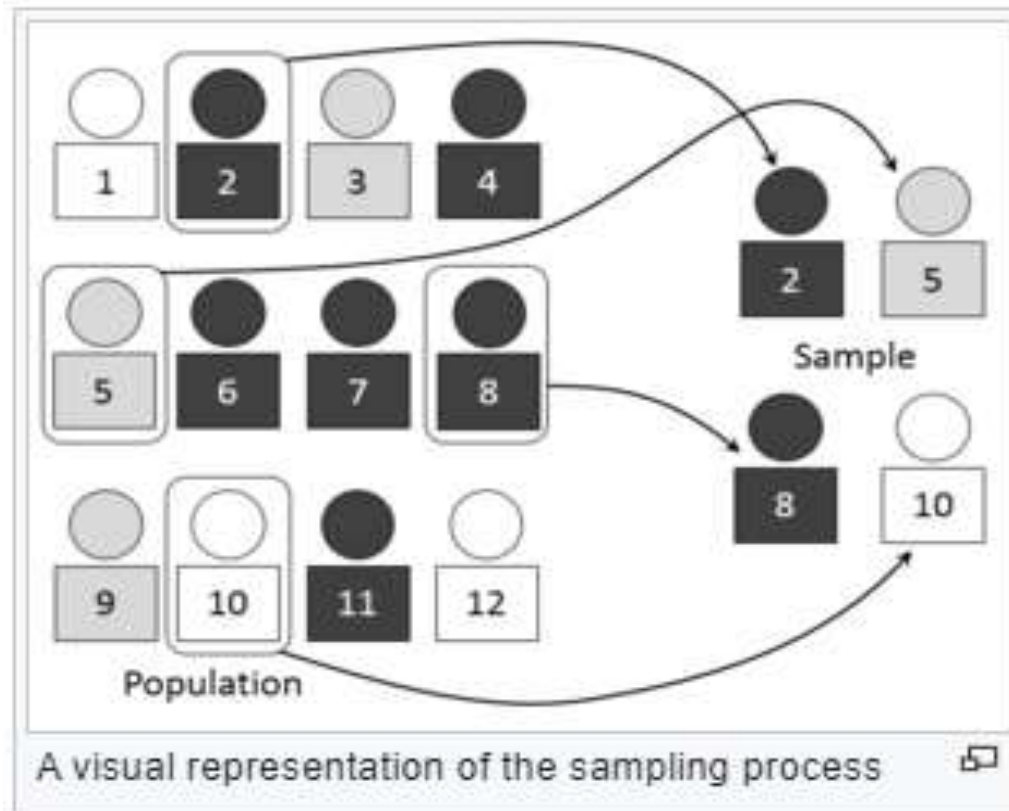 1 2 3 4
2 5
5 6 7 8
Sample
8 10
9 10 11 12
Population
A visual representation of the sampling process